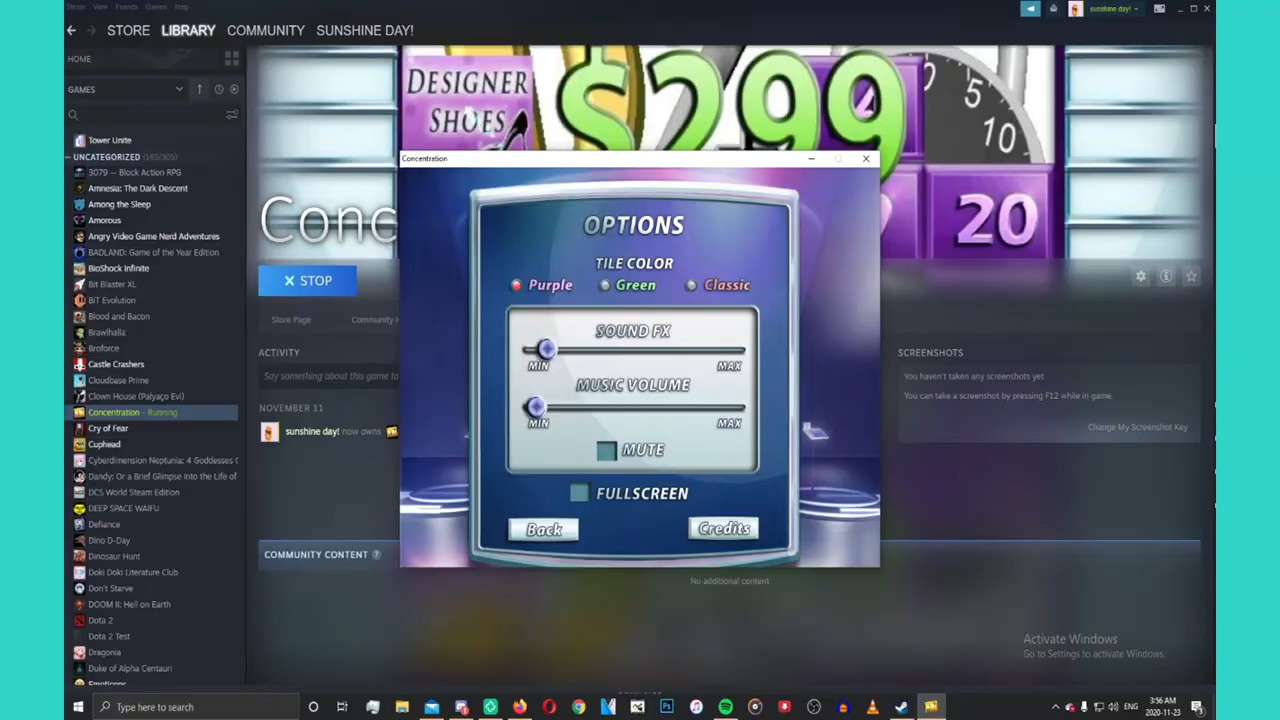 Steam View Friends Games Help
sunshine day!
STORE LIBRARY COMMUNITY SUNSHINE DAY!
HOME
GAMES
Tower Unite
UNCATEGORIZED
3079 -- Block Action RPG
Amnesia: The Dark Descent
Among the Sleep
Amorous
Angry Video Game Nerd Adventures
BADLAND: Game of the Year Edition
BioShock Infinite
Bit Blaster XL
BiT Evolution
Blood and Bacon
Brawlhalla
Broforce
Castle Crashers
Cloudbase Prime
Clown House (Palyaço Evi)
Concentration - Running
Cry of Fear
Cuphead
Cyberdimension Neptunia: 4 Goddesses
Dandy: Or a Brief Glimpse Into the Life of
DCS World Steam Edition
DEEP SPACE WAIFU
Defiance
Dino D-Day
Dinosaur Hunt
Doki Doki Literature Club
Don't Starve
DOOM II: Hell on Earth
Dota 2
Dota 2 Test
Dragonia
Duke of Alpha Centauri
DESIGNER
SHOES
$299
5
10
20
Conc
STOP
Store Page
Community H
ACTIVITY
Say something about this game to
NOVEMBER 11
sunshine day! now owns
COMMUNITY CONTENT ?
No additional content
Concentration
OPTIONS
TILE COLOR
Purple Green Classic
SOUND FX
MIN MAX
MUSIC VOLUME
MIN MAX
MUTE
FULLSCREEN
Back Credits
SCREENSHOTS
You haven't taken any screenshots yet
You can take a screenshot by pressing F12 while in game.
Change My Screenshot Key
Activate Windows
Go to Settings to activate Windows.
Type here to search
ENG
3:56 AM
2020-11-23